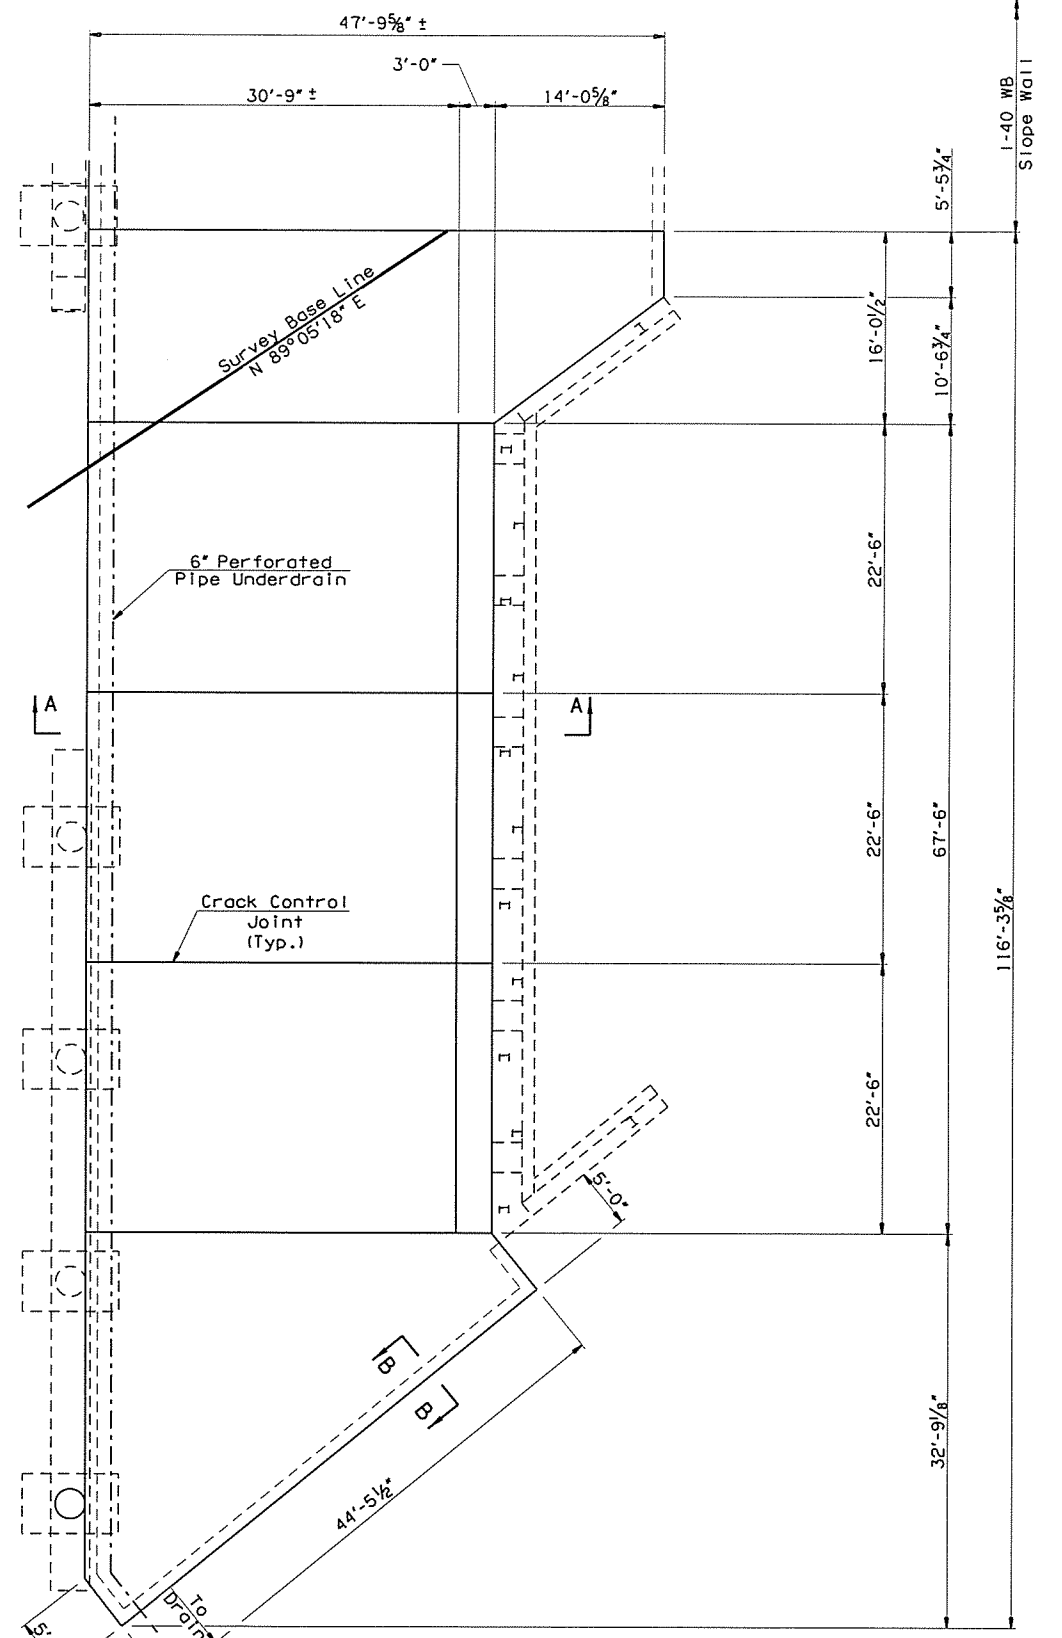 47'-9⅝" ±
3'-0"
30'-9" ±
14'-0⅝"
1-40 WB
Slope Wall
5'-5¾"
Survey Base Line
N 89°05'18" E
16'-0½"
10'-6¾"
6" Perforated
Pipe Underdrain
22'-6"
A
A
22'-6"
67'-6"
Crack Control
Joint
(Typ.)
116'-3⅝"
22'-6"
5'-0"
B
B
32'-9⅛"
44'-5½"
To
Drain
5'